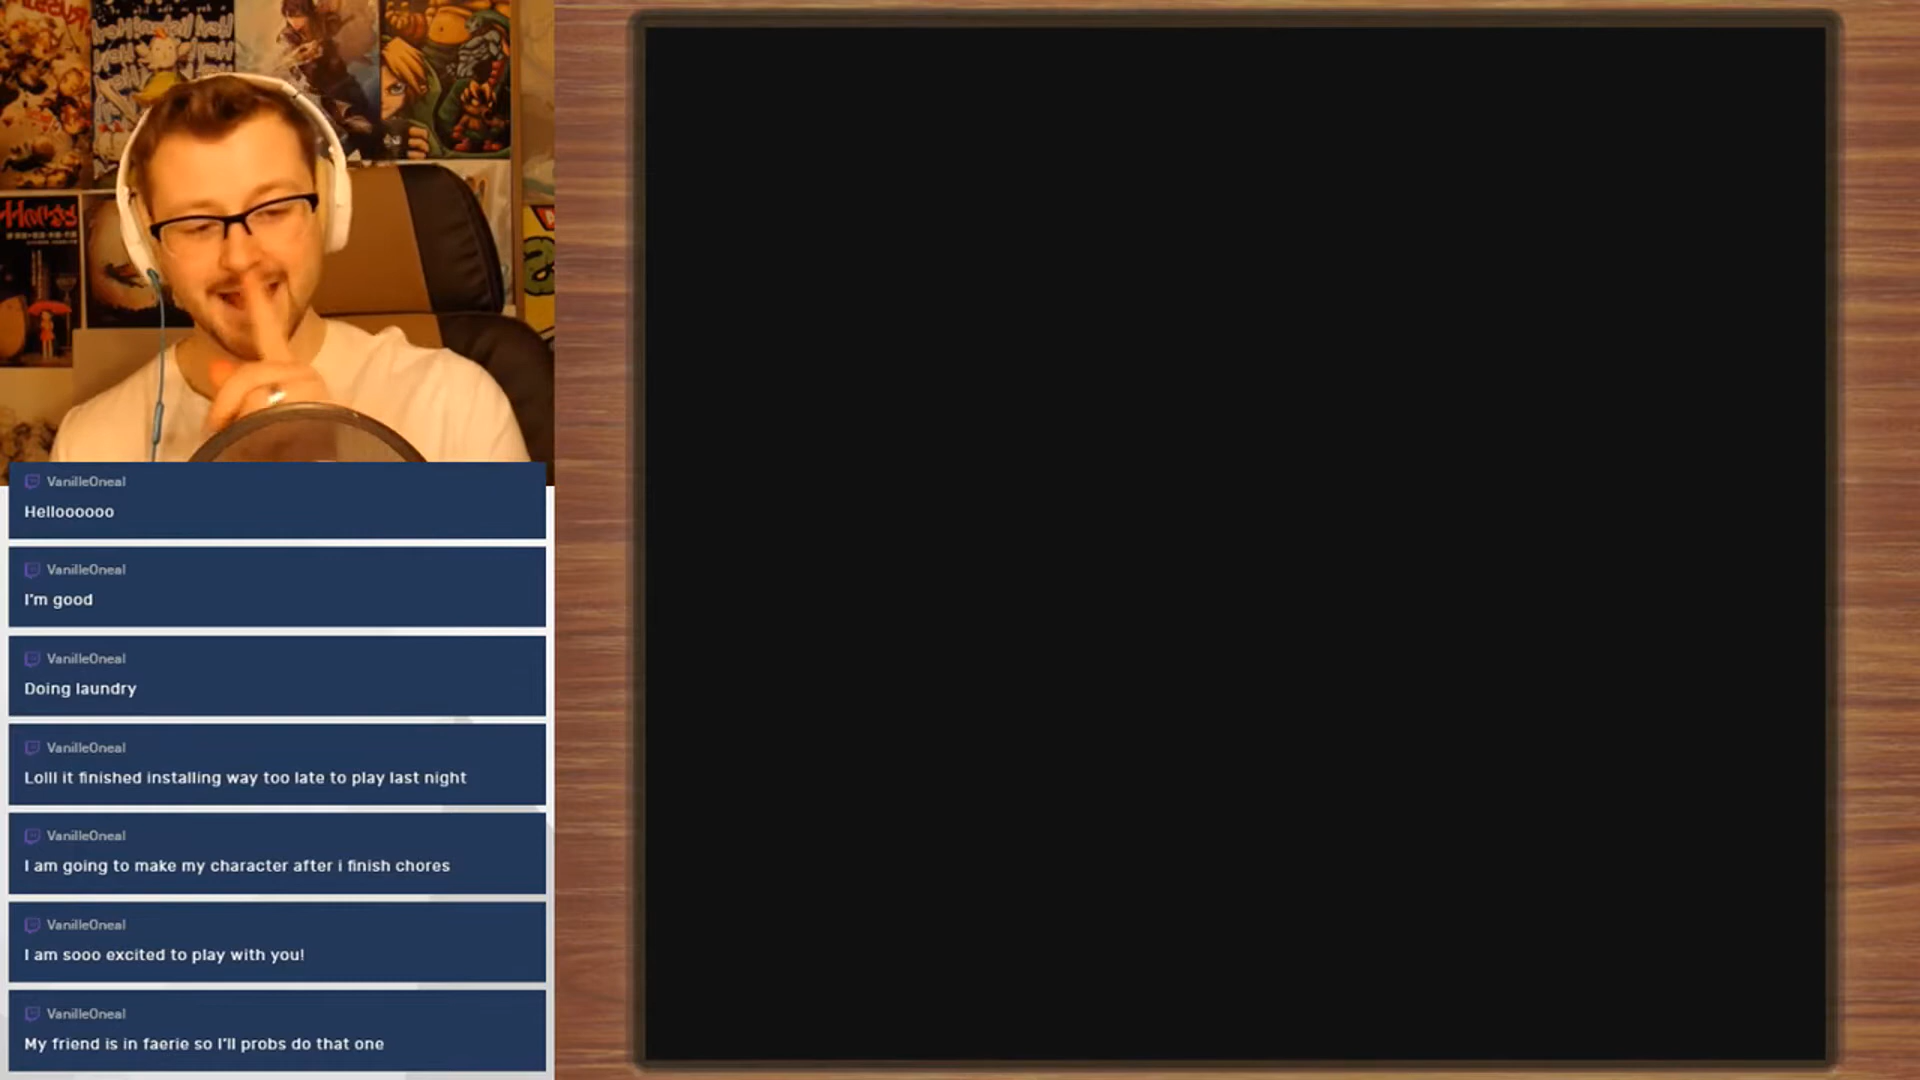 VanilleOneal
Helloooooo
VanilleOneal
I'm good
VanilleOneal
Doing laundry
VanilleOneal
Lolll it finished installing way too late to play last night
VanilleOneal
I am going to make my character after i finish chores
VanilleOneal
I am sooo excited to play with you!
VanilleOneal
My friend is in faerie so I'll probs do that one